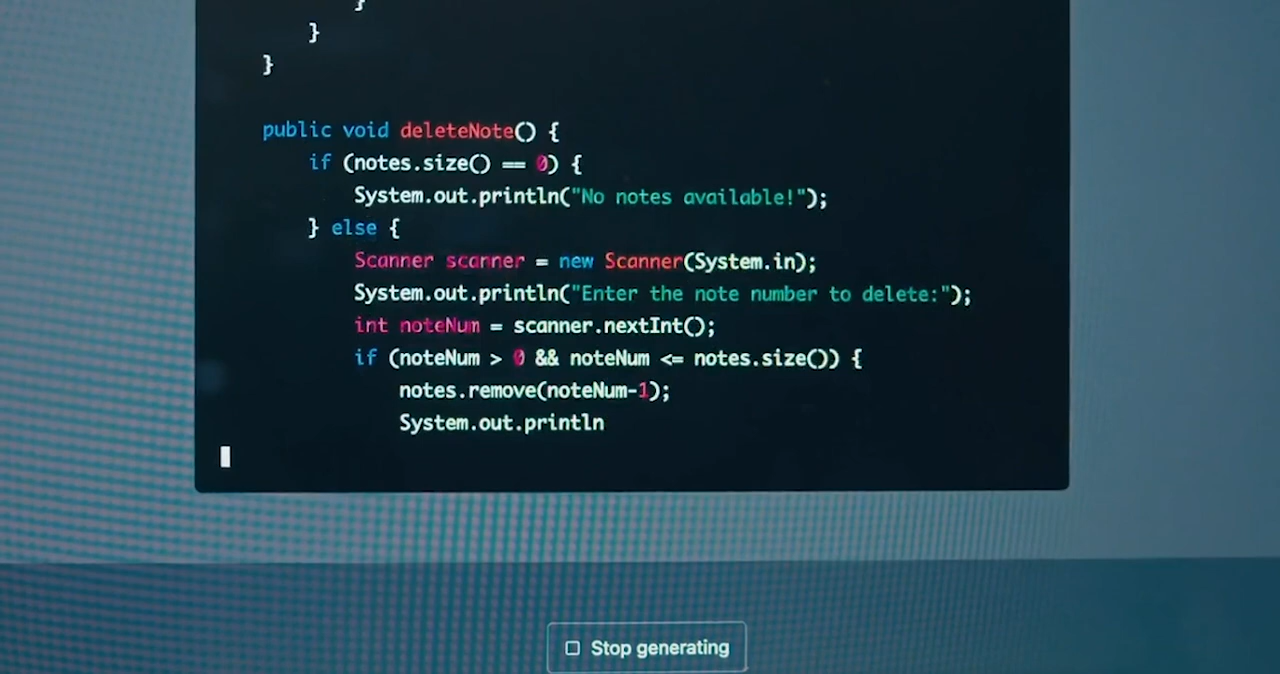 }
}
}
public void deleteNote() {
if (notes.size() == 0) {
System.out.println("No notes available!");
} else {
Scanner scanner = new Scanner(System.in);
System.out.println("Enter the note number to delete:");
int noteNum = scanner.nextInt();
if (noteNum > 0 && noteNum <= notes.size()) {
notes.remove(noteNum-1);
System.out.println
Stop generating